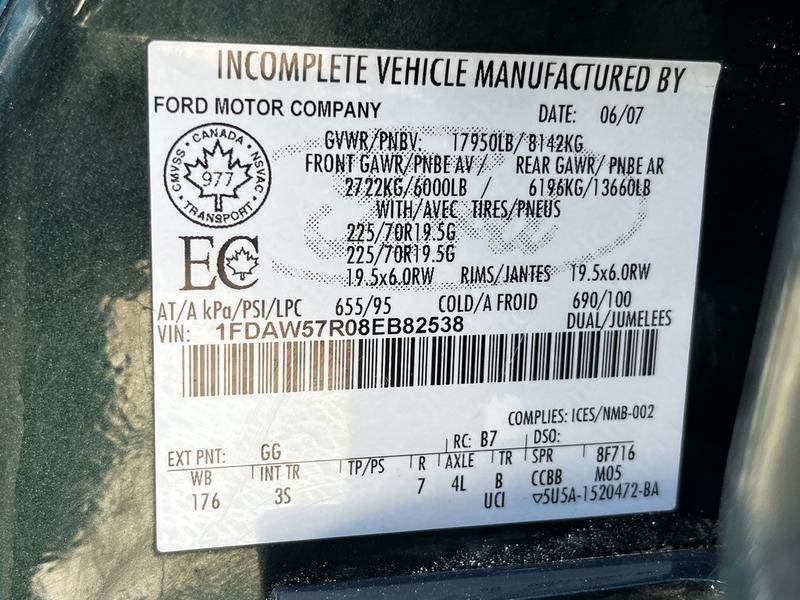 INCOMPLETE VEHICLE MANUFACTURED BY
FORD MOTOR COMPANY DATE: 06/07
GVWR/PNBV: 17950LB/8142KG
FRONT GAWR/PNBE AV/ REAR GAWR/ PNBE AR
2722KG/6000LB / 6196KG/13660LB
WITH/AVEC TIRES/PNEUS
225/70R19.5G
225/70R19.5G
19.5x6.0RW RIMS/JANTES 19.5x6.0RW
CANADA
CMVSS NSVAC
977
TRANSPORT
EC
AT/A kPa/PSI/LPC 655/95 COLD/A FROID 690/100
VIN: 1FDAW57R08EB82538 DUAL/JUMELEES
COMPLIES: ICES/NMB-002
EXT PNT: GG RC: B7 DSO:
WB INT TR TP/PS R AXLE TR SPR 8F716
176 3S 7 4L B CCBB M05
UCI 5U5A-1520472-BA